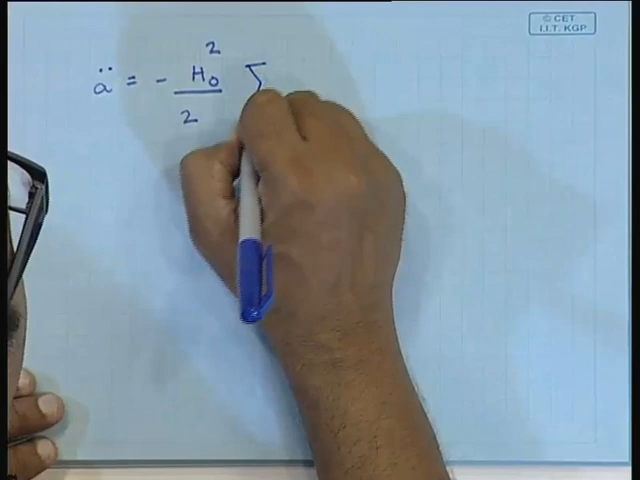 © CET
I.I.T. KGP
ä = - H₀² / 2 Σ